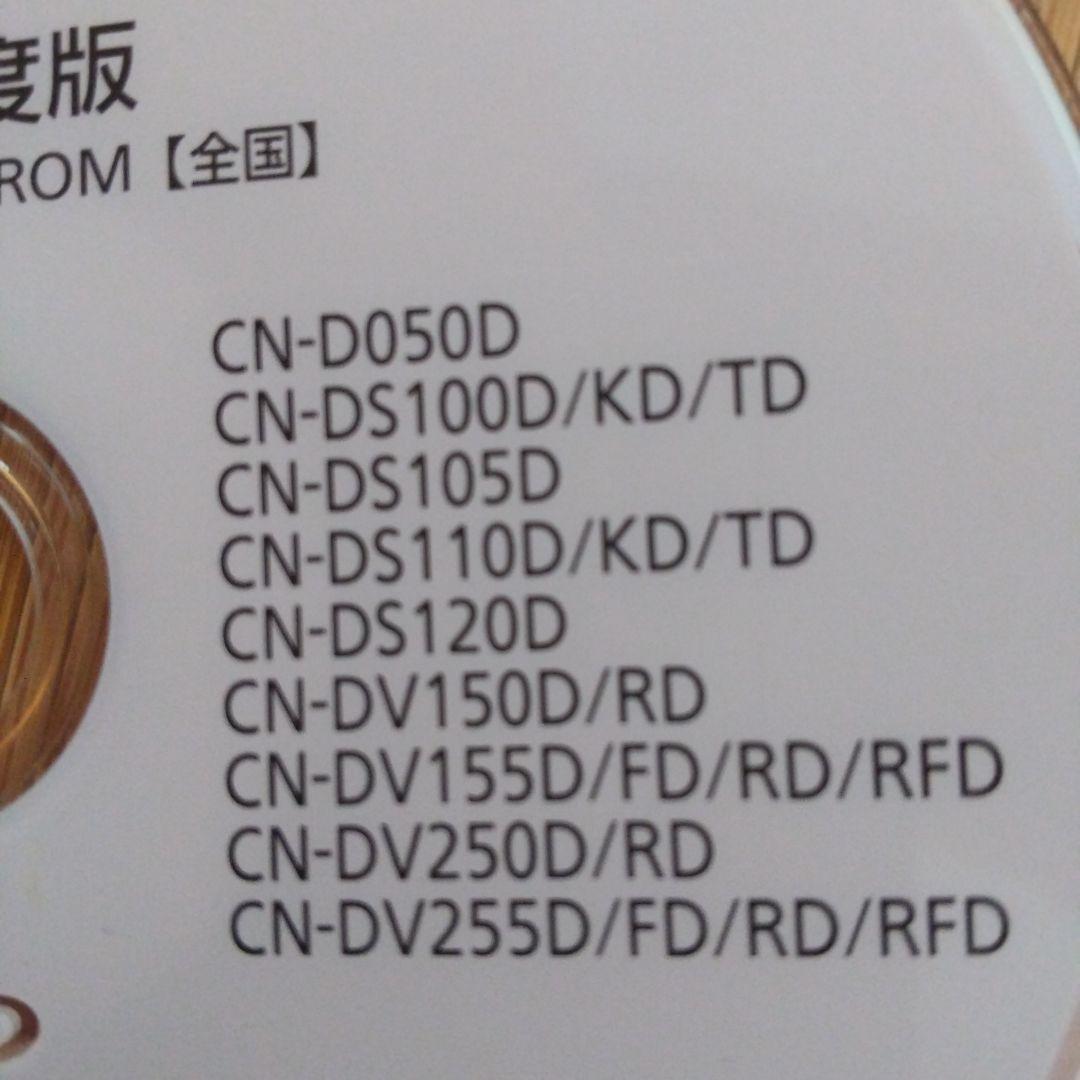 度版
ROM【全国】
CN-D050D
CN-DS100D/KD/TD
CN-DS105D
CN-DS110D/KD/TD
CN-DS120D
CN-DV150D/RD
CN-DV155D/FD/RD/RFD
CN-DV250D/RD
CN-DV255D/FD/RD/RFD